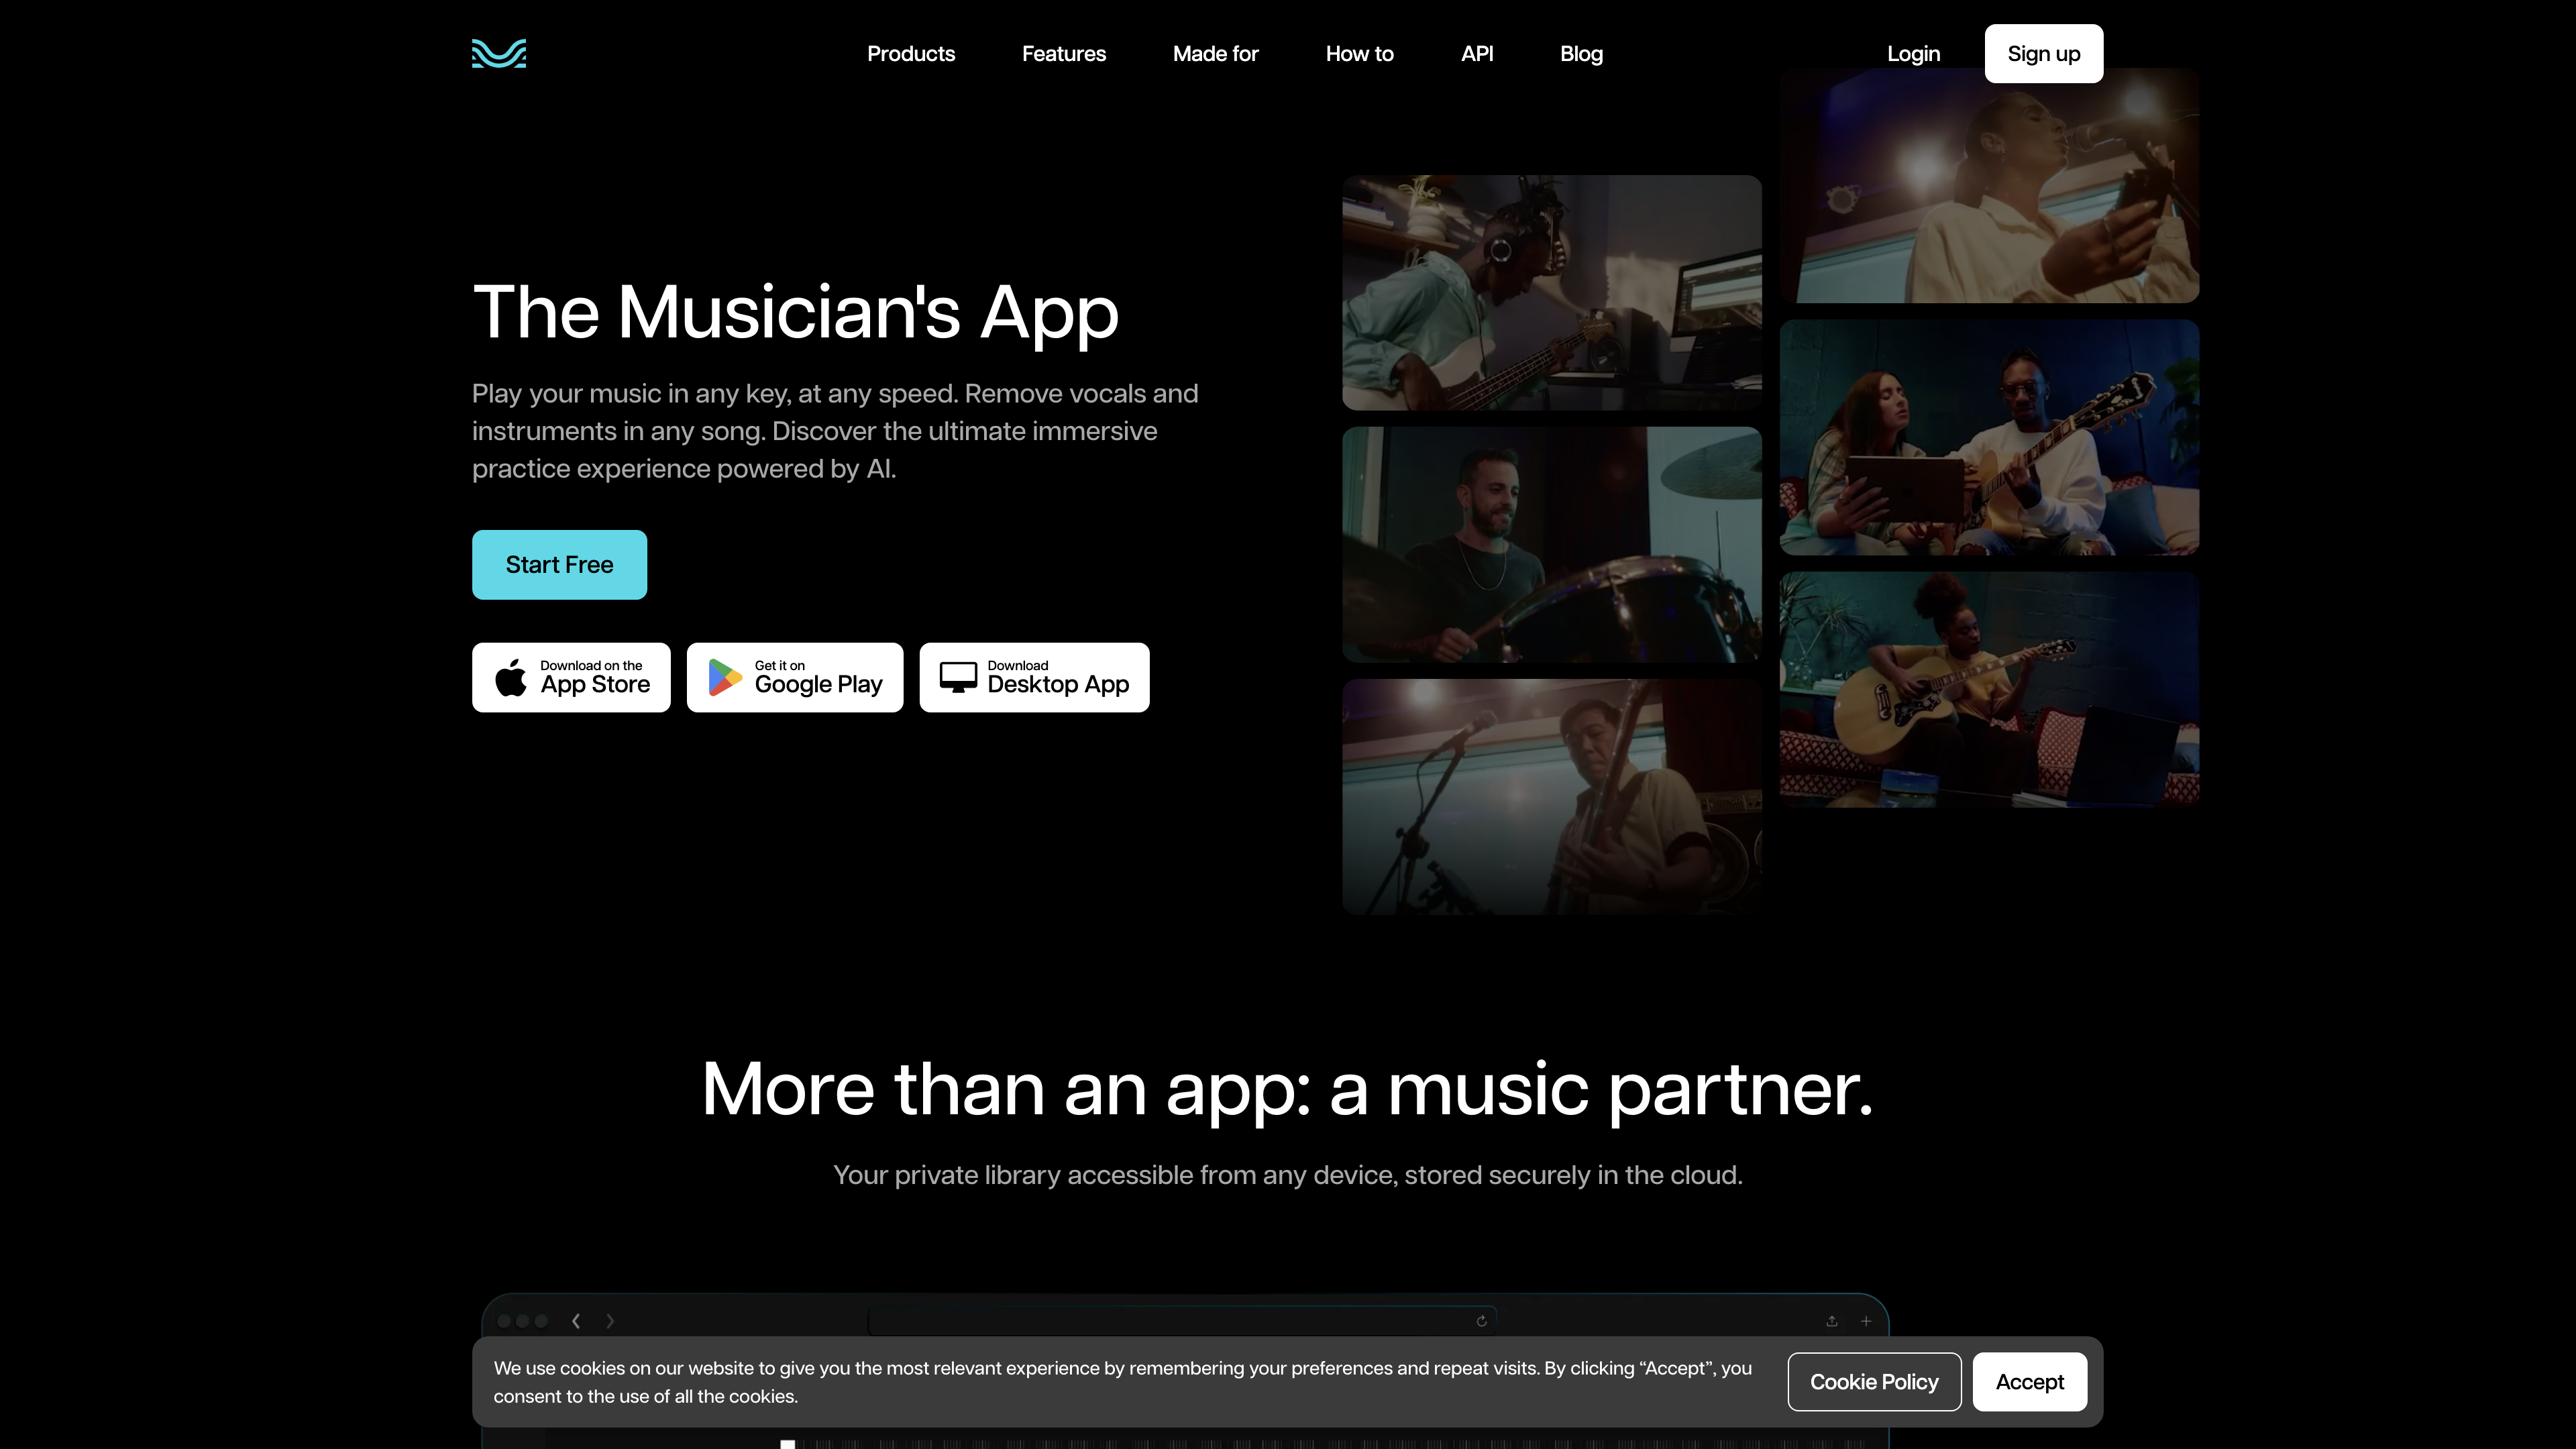 Products
Features
Made for
How to
API
Blog
Login
Sign up
The Musician's App
Play your music in any key, at any speed. Remove vocals and
instruments in any song. Discover the ultimate immersive
practice experience powered by AI.
Start Free
Download on the
App Store
Get it on
Google Play
Download
Desktop App
More than an app: a music partner.
Your private library accessible from any device, stored securely in the cloud.
We use cookies on our website to give you the most relevant experience by remembering your preferences and repeat visits. By clicking “Accept”, you
consent to the use of all the cookies.
Cookie Policy
Accept